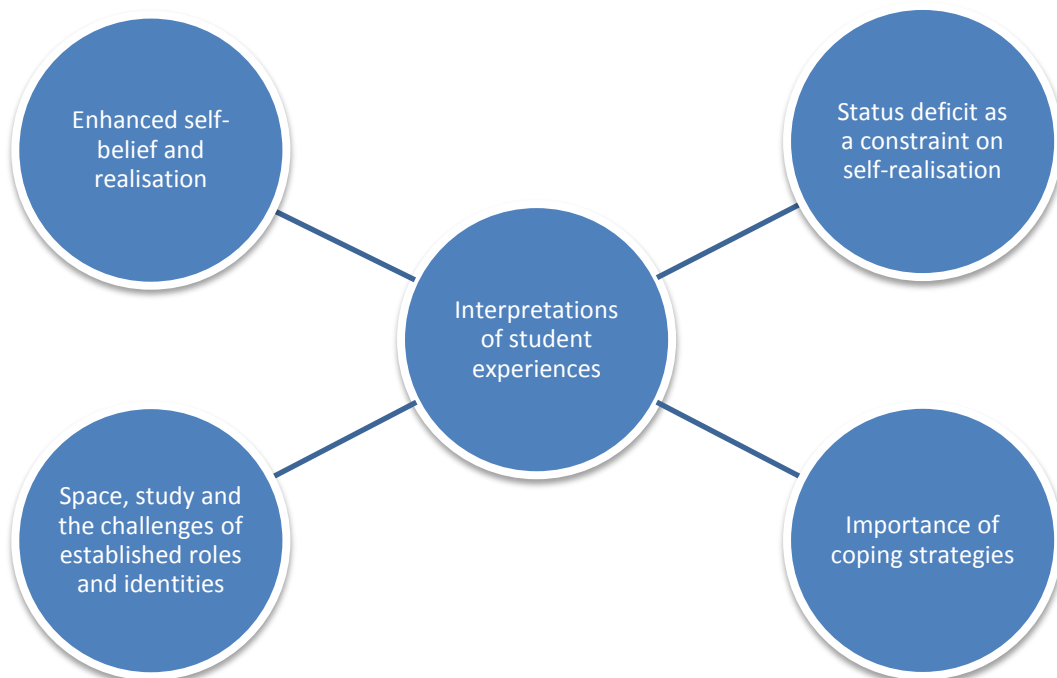 Enhanced self-
belief and
realisation
Status deficit as
a constraint on
self-realisation
Interpretations
of student
experiences
Space, study and
the challenges of
established roles
and identities
Importance of
coping strategies